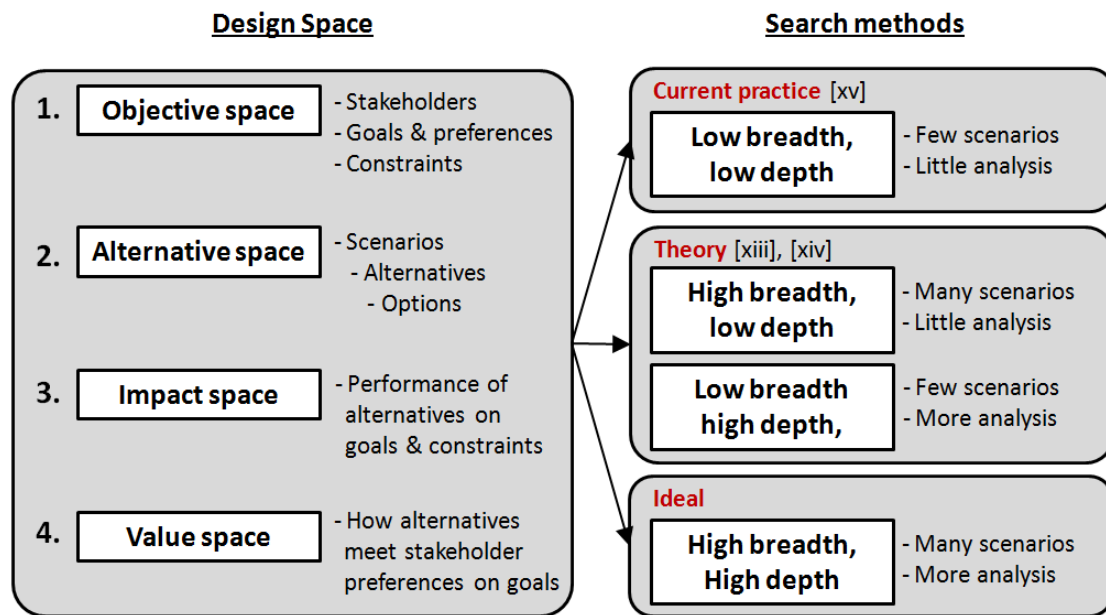 Design Space
1. Objective space
- Stakeholders
- Goals & preferences
- Constraints
2. Alternative space
- Scenarios
- Alternatives
- Options
3. Impact space
- Performance of
alternatives on
goals & constraints
4. Value space
- How alternatives
meet stakeholder
preferences on goals
Search methods
Current practice [xv]
Low breadth,
low depth
- Few scenarios
- Little analysis
Theory [xiii], [xiv]
High breadth,
low depth
- Many scenarios
- Little analysis
Low breadth
high depth,
- Few scenarios
- More analysis
Ideal
High breadth,
High depth
- Many scenarios
- More analysis